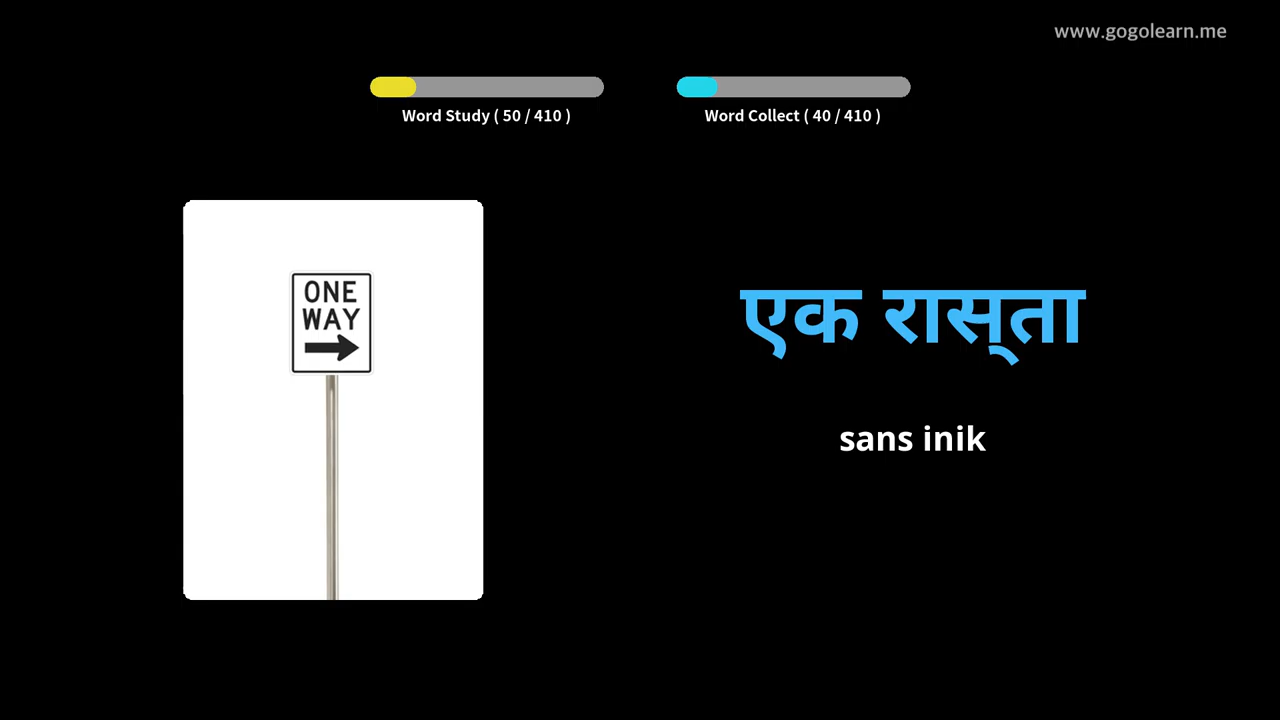 www.gogolearn.me
Word Study ( 50 / 410 )
Word Collect ( 40 / 410 )
ONE
WAY
एक रास्ता
sans inik